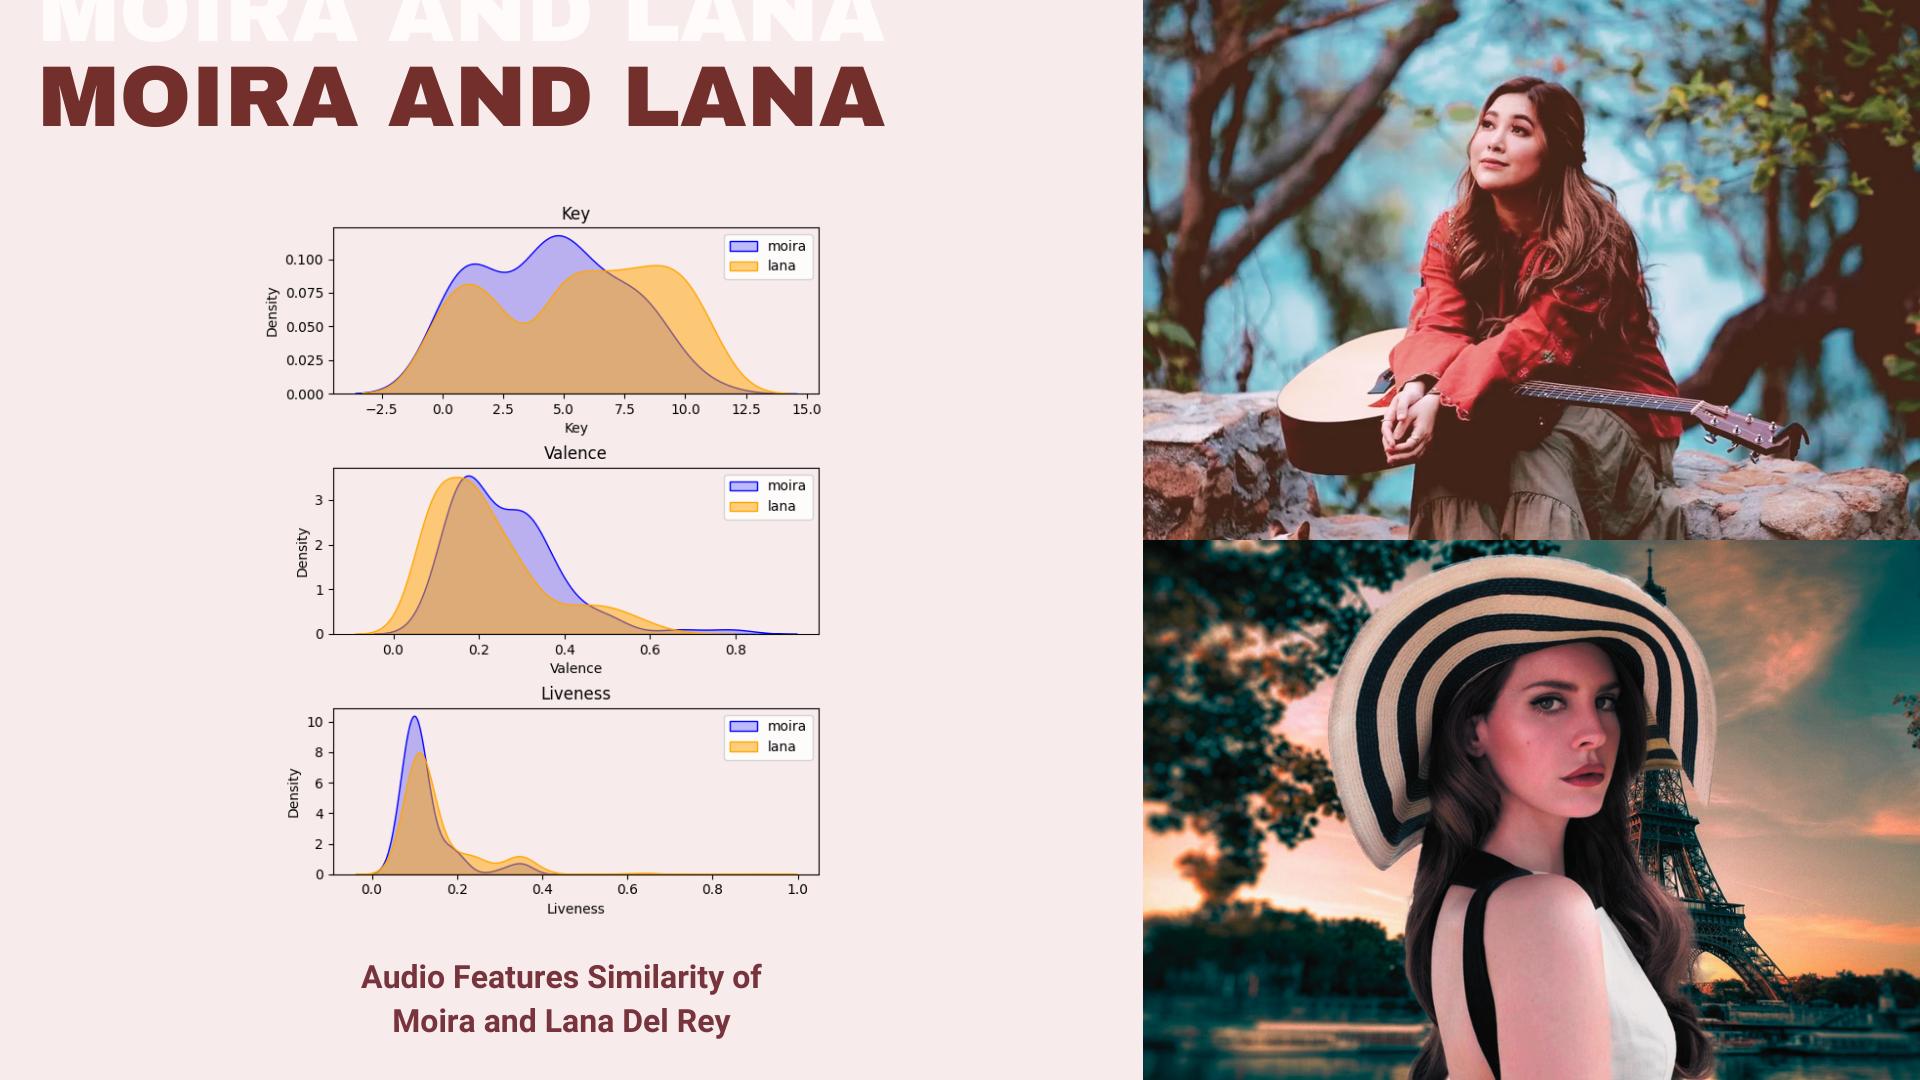 MOIRA AND LANA
MOIRA AND LANA
Key
moira
lana
Density
0.100
0.075
0.050
0.025
0.000
−2.5 0.0 2.5 5.0 7.5 10.0 12.5 15.0
Key
Valence
moira
lana
Density
3
2
1
0
0.0 0.2 0.4 0.6 0.8
Valence
Liveness
moira
lana
Density
10
8
6
4
2
0
0.0 0.2 0.4 0.6 0.8 1.0
Liveness
Audio Features Similarity of
Moira and Lana Del Rey